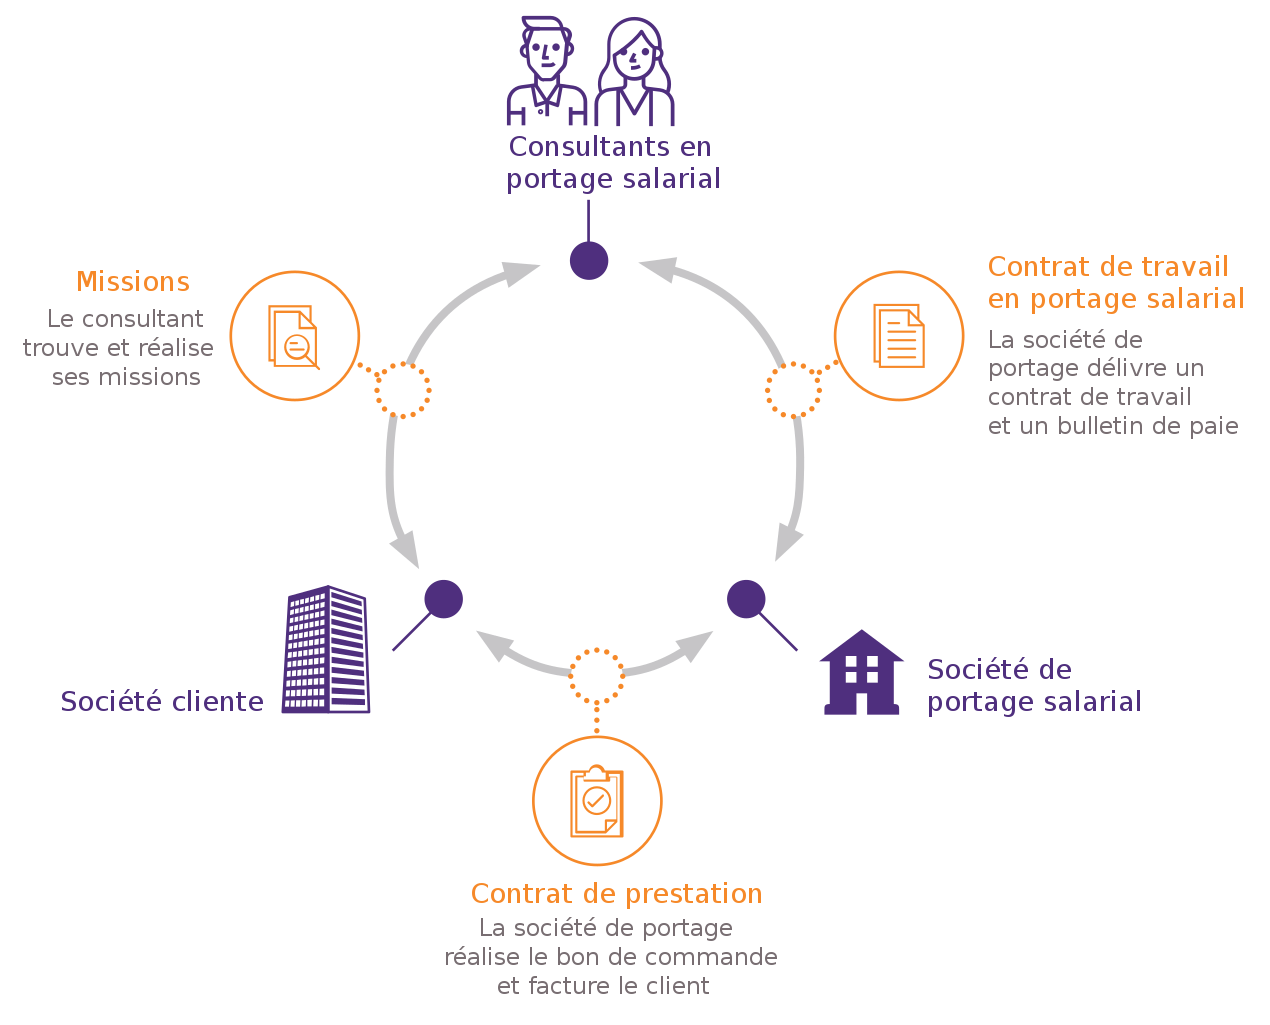 Consultants en
portage salarial
Missions
Le consultant
trouve et réalise
ses missions
Contrat de travail
en portage salarial
La société de
portage délivre un
contrat de travail
et un bulletin de paie
Société cliente
Société de
portage salarial
Contrat de prestation
La société de portage
réalise le bon de commande
et facture le client